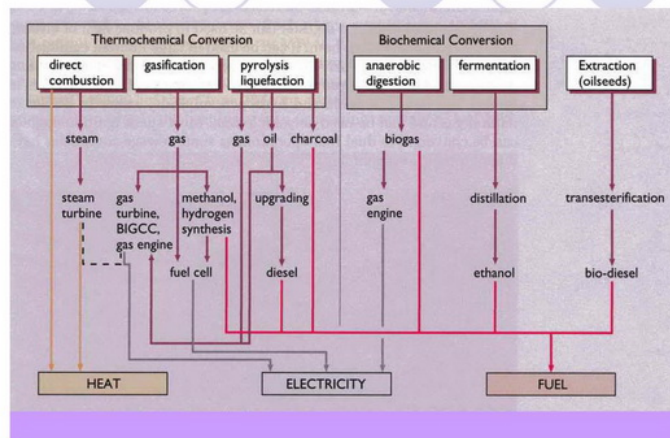 Thermochemical Conversion
Biochemical Conversion
direct
combustion
gasification
pyrolysis
liquefaction
anaerobic
digestion
fermentation
Extraction
(oilseeds)
steam
gas
gas
oil
charcoal
biogas
steam
turbine
gas
turbine,
BIGCC,
gas engine
methanol,
hydrogen
synthesis
upgrading
gas
engine
distillation
transesterification
fuel cell
diesel
ethanol
bio-diesel
HEAT
ELECTRICITY
FUEL